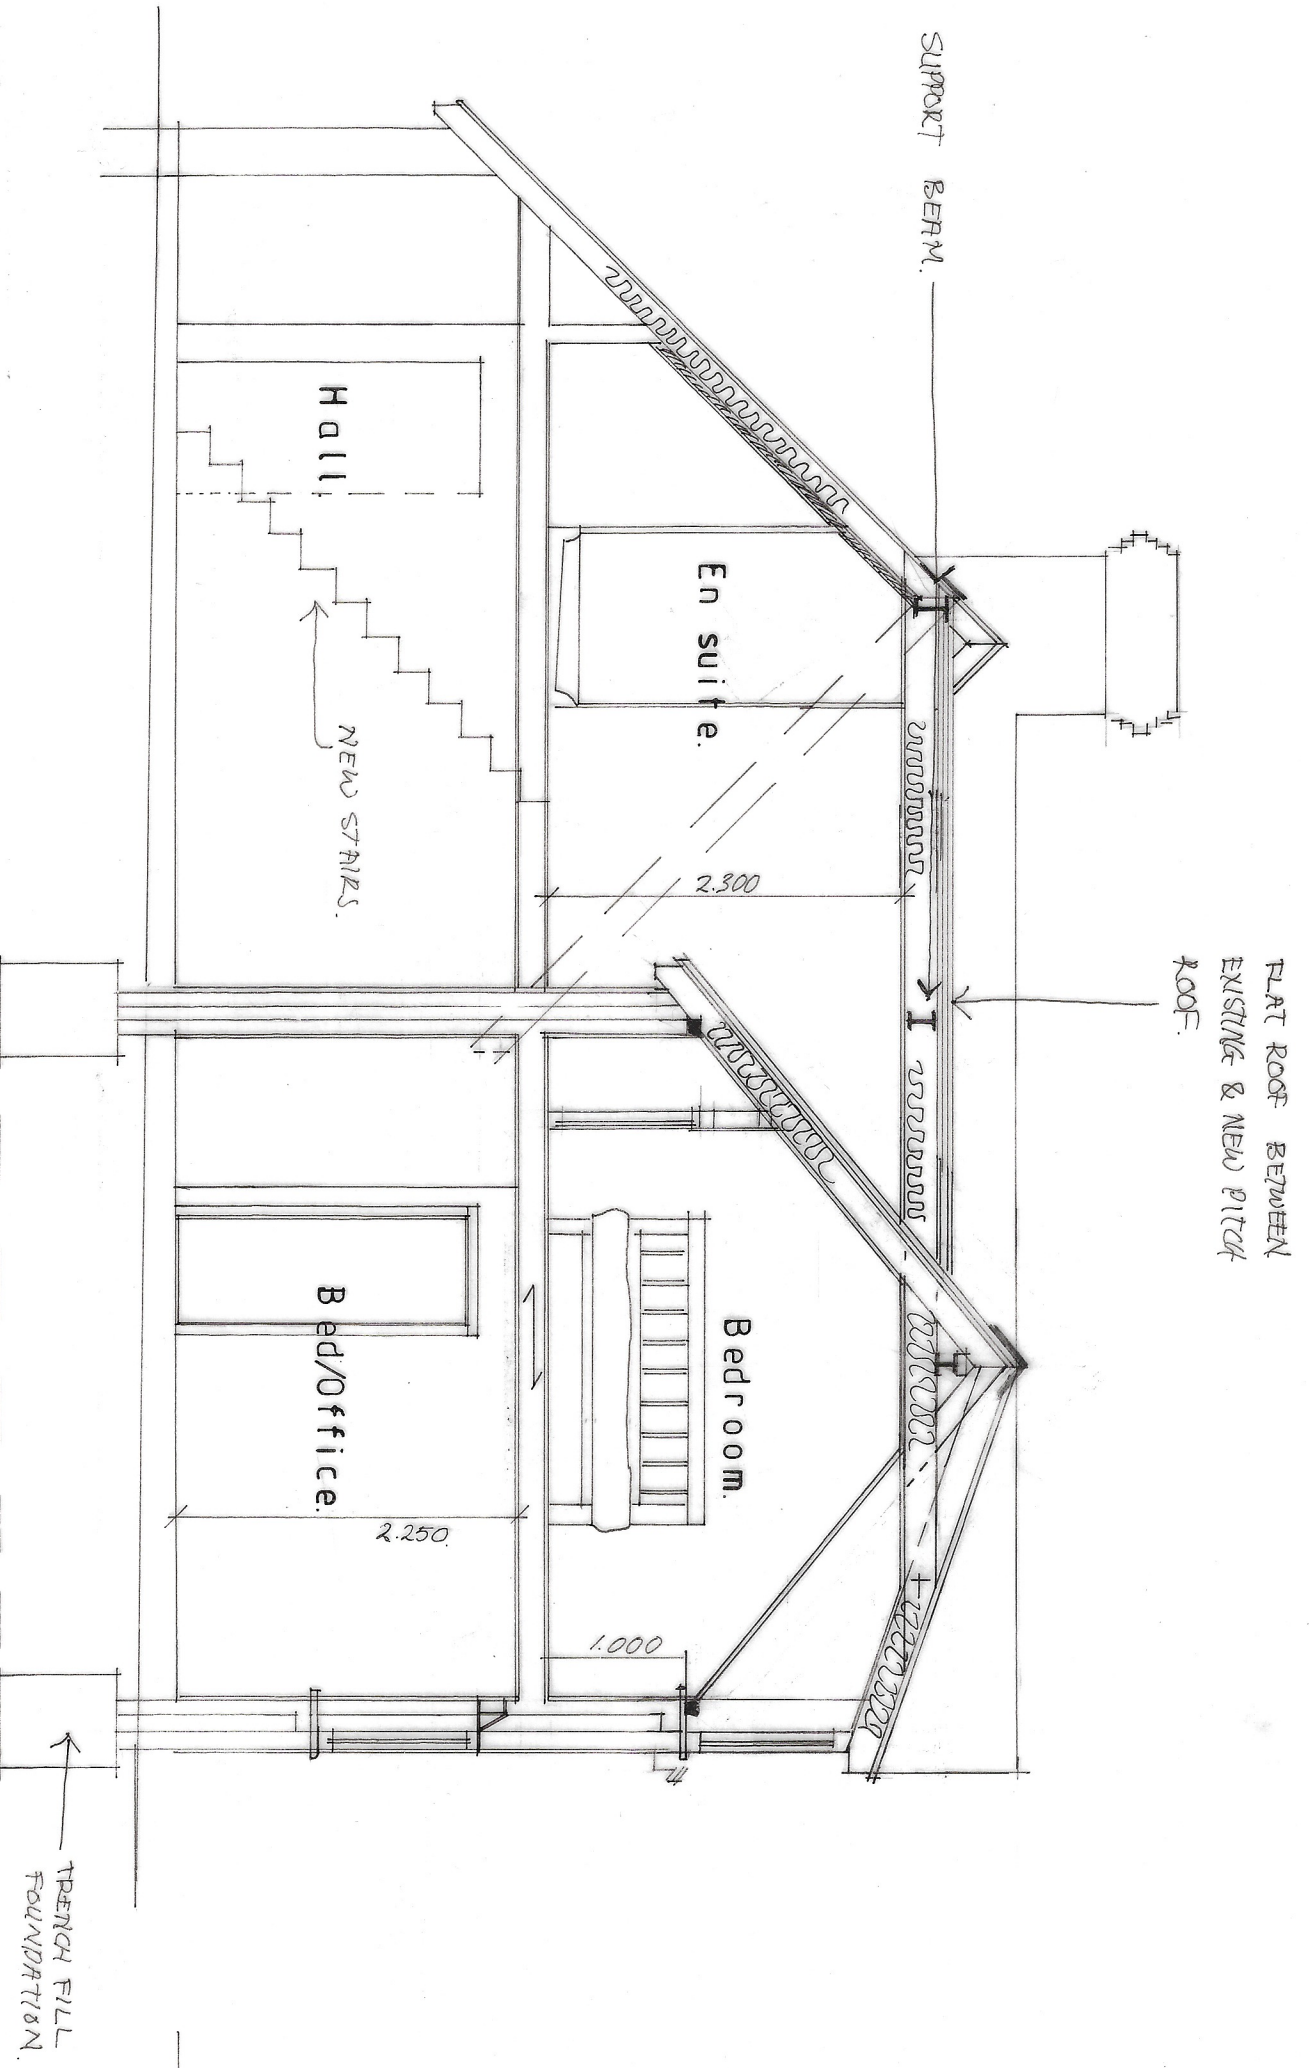 SUPPORT BEAM.
FLAT ROOF BETWEEN
EXISTING & NEW PITCH
ROOF.
En suite.
2.300
Bedroom.
1.000
Hall.
NEW STAIRS.
Bed/Office.
2.250.
TRENCH FILL
FOUNDATION.